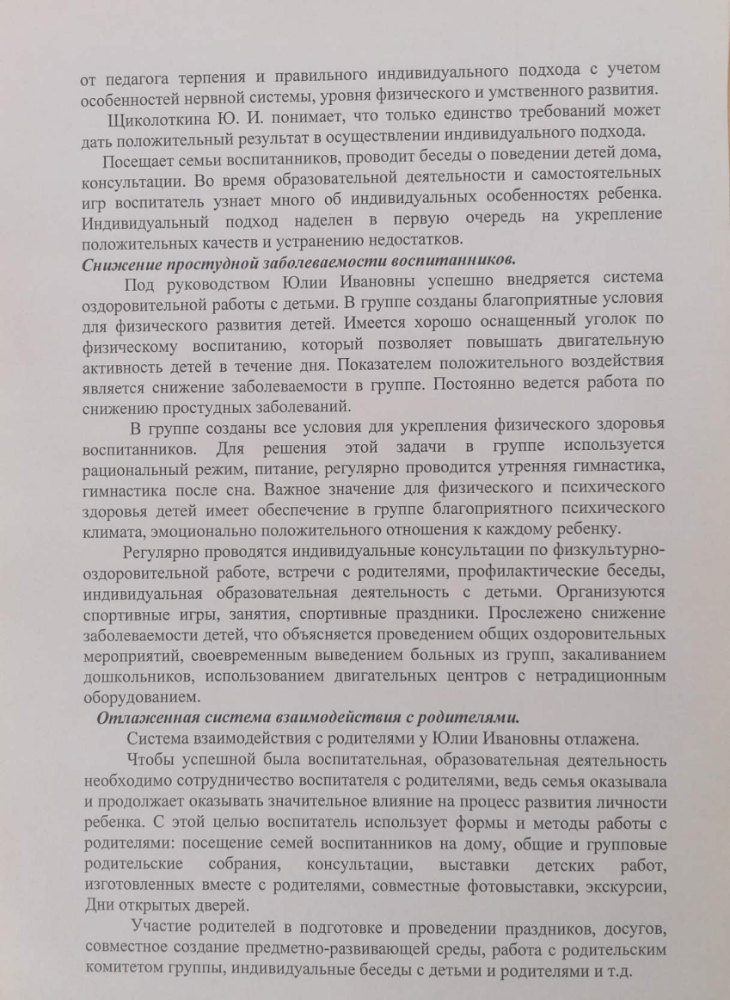 от педагога терпения и правильного индивидуального подхода с учетом
особенностей нервной системы, уровня физического и умственного развития.
Щиколоткина Ю. И. понимает, что только единство требований может
дать положительный результат в осуществлении индивидуального подхода.
Посещает семьи воспитанников, проводит беседы о поведении детей дома,
консультации. Во время образовательной деятельности и самостоятельных
игр воспитатель узнает много об индивидуальных особенностях ребенка.
Индивидуальный подход наделен в первую очередь на укрепление
положительных качеств и устранению недостатков.
Снижение простудной заболеваемости воспитанников.
Под руководством Юлии Ивановны успешно внедряется система
оздоровительной работы с детьми. В группе созданы благоприятные условия
для физического развития детей. Имеется хорошо оснащенный уголок по
физическому воспитанию, который позволяет повышать двигательную
активность детей в течение дня. Показателем положительного воздействия
является снижение заболеваемости в группе. Постоянно ведется работа по
снижению простудных заболеваний.
В группе созданы все условия для укрепления физического здоровья
воспитанников. Для решения этой задачи в группе используется
рациональный режим, питание, регулярно проводится утренняя гимнастика,
гимнастика после сна. Важное значение для физического и психического
здоровья детей имеет обеспечение в группе благоприятного психического
климата, эмоционально положительного отношения к каждому ребенку.
Регулярно проводятся индивидуальные консультации по физкультурно-
оздоровительной работе, встречи с родителями, профилактические беседы,
индивидуальная образовательная деятельность с детьми. Организуются
спортивные игры, занятия, спортивные праздники. Прослежено снижение
заболеваемости детей, что объясняется проведением общих оздоровительных
мероприятий, своевременным выведением больных из групп, закаливанием
дошкольников, использованием двигательных центров с нетрадиционным
оборудованием.
Отлаженная система взаимодействия с родителями.
Система взаимодействия с родителями у Юлии Ивановны отлажена.
Чтобы успешной была воспитательная, образовательная деятельность
необходимо сотрудничество воспитателя с родителями, ведь семья оказывала
и продолжает оказывать значительное влияние на процесс развития личности
ребенка. С этой целью воспитатель использует формы и методы работы с
родителями: посещение семей воспитанников на дому, общие и групповые
родительские собрания, консультации, выставки детских работ,
изготовленных вместе с родителями, совместные фотовыставки, экскурсии,
Дни открытых дверей.
Участие родителей в подготовке и проведении праздников, досугов,
совместное создание предметно-развивающей среды, работа с родительским
комитетом группы, индивидуальные беседы с детьми и родителями и т.д.